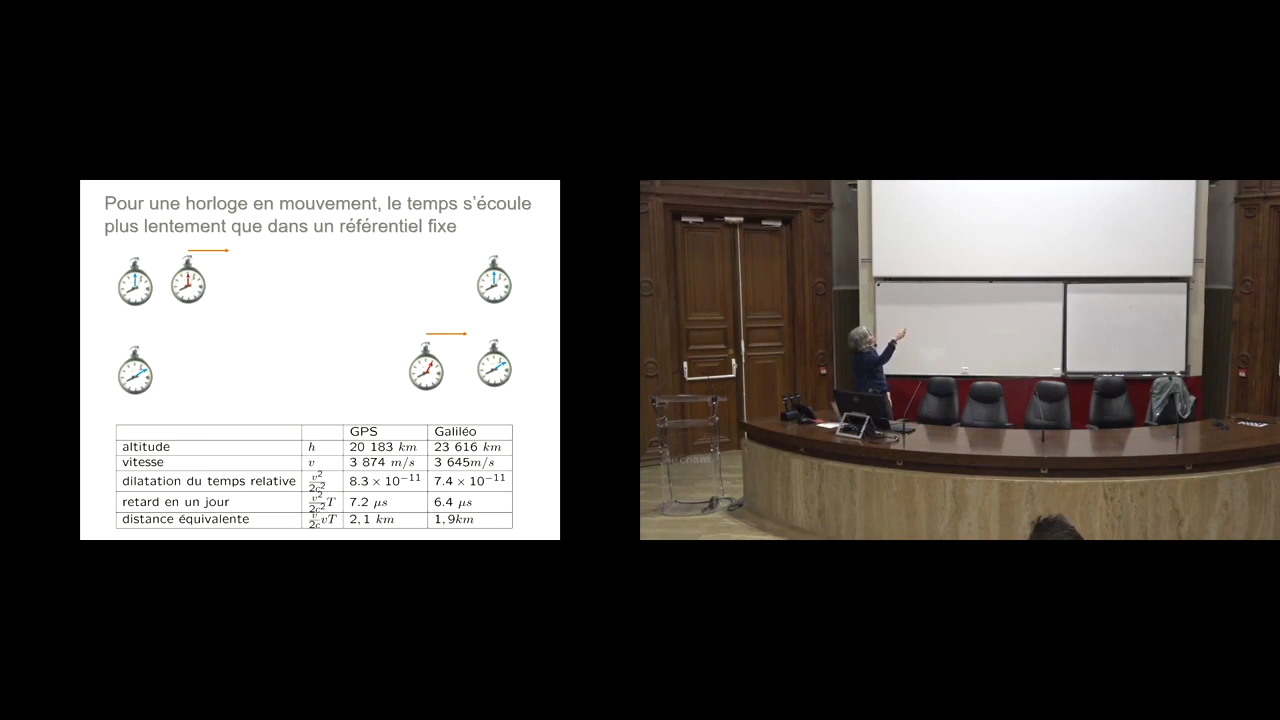 Pour une horloge en mouvement, le temps s'écoule
plus lentement que dans un référentiel fixe
GPS Galiléo
altitude h 20 183 km 23 616 km
vitesse v 3 874 m/s 3 645m/s
dilatation du temps relative v²/2c² 8.3 × 10⁻¹¹ 7.4 × 10⁻¹¹
retard en un jour v²/2c² T 7.2 μs 6.4 μs
distance équivalente v/2c vT 2,1 km 1,9km